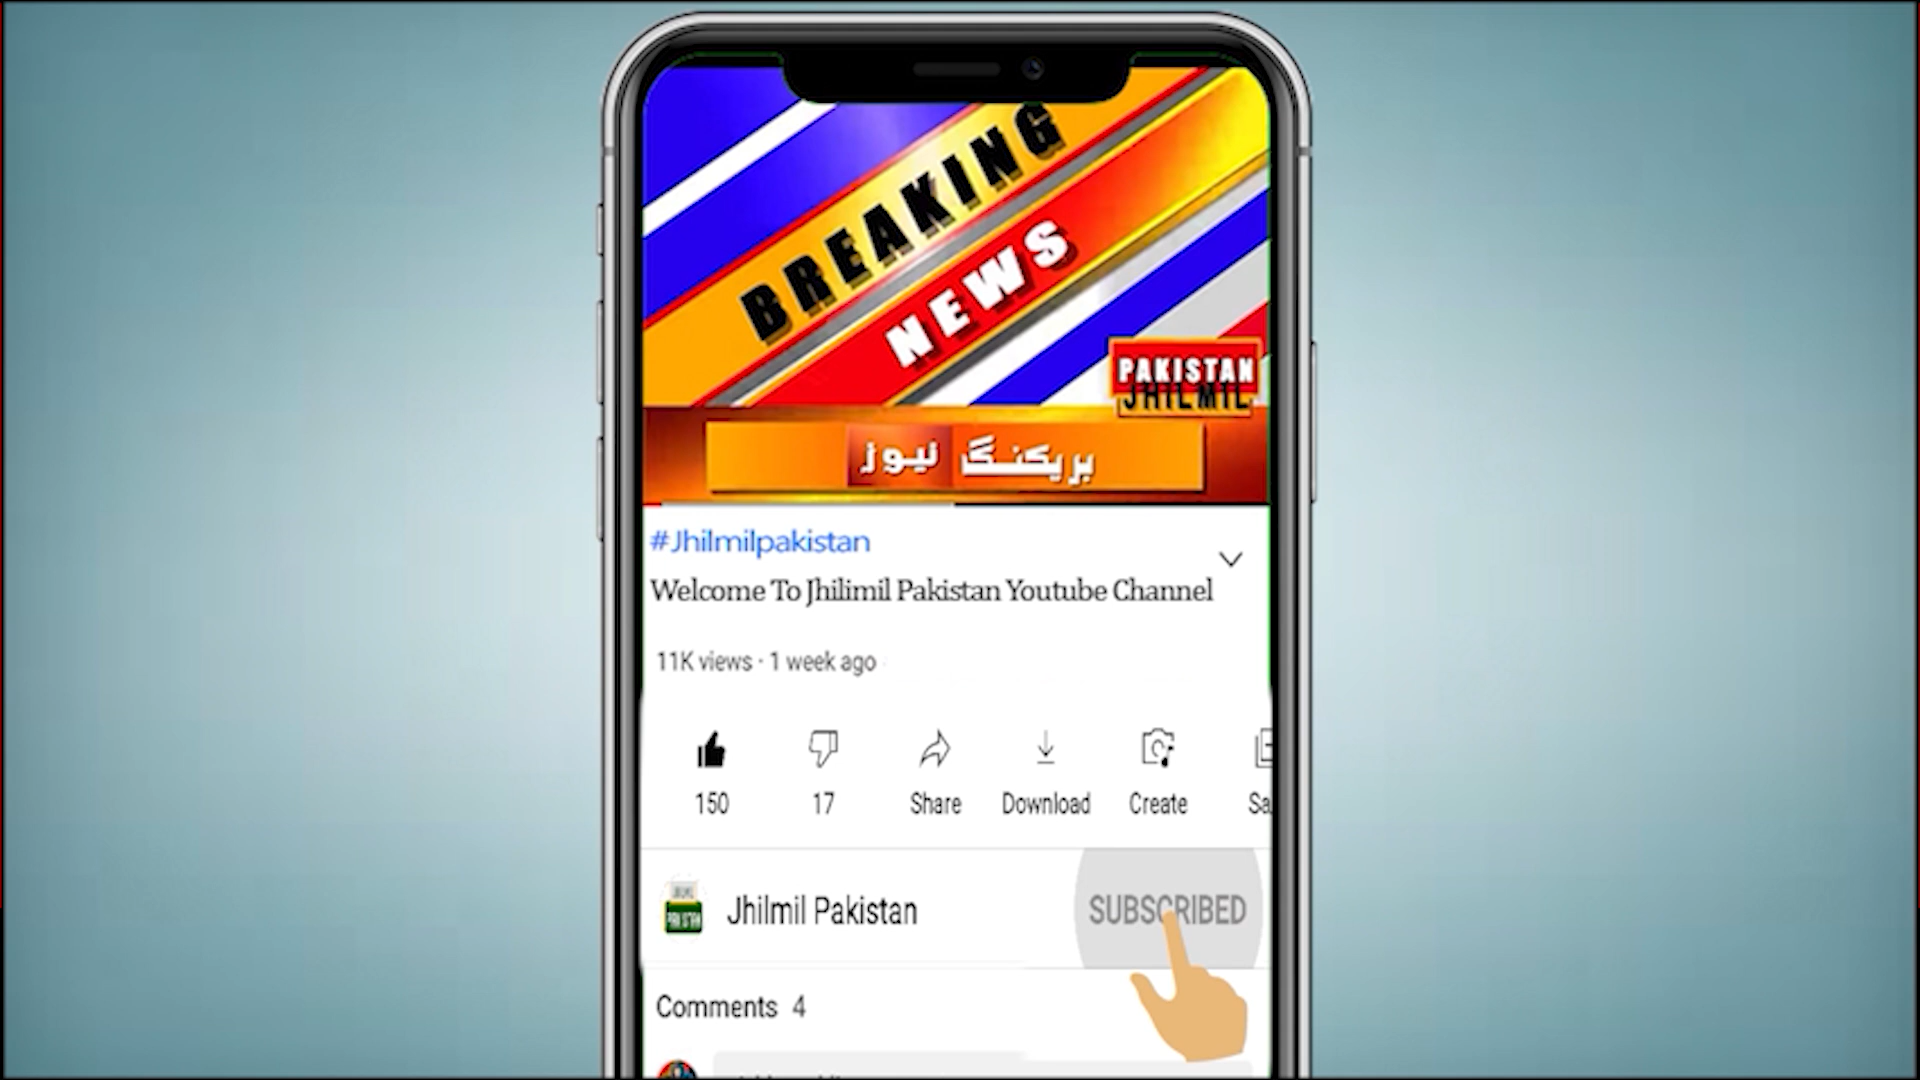 BREAKING
NEWS
PAKISTAN
JHILMIL
بریکنگ نیوز
#Jhilmilpakistan
Welcome To Jhilimil Pakistan Youtube Channel
11K views · 1 week ago
150
17
Share
Download
Create
Sa
Jhilmil Pakistan
SUBSCRIBED
Comments 4